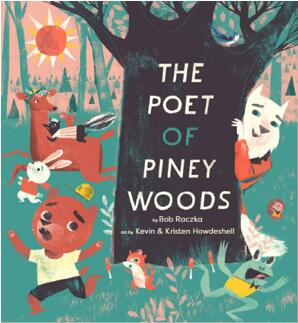 THE
POET
OF
PINEY
WOODS
by Bob Raczka
art by Kevin & Kristen Howdeshell